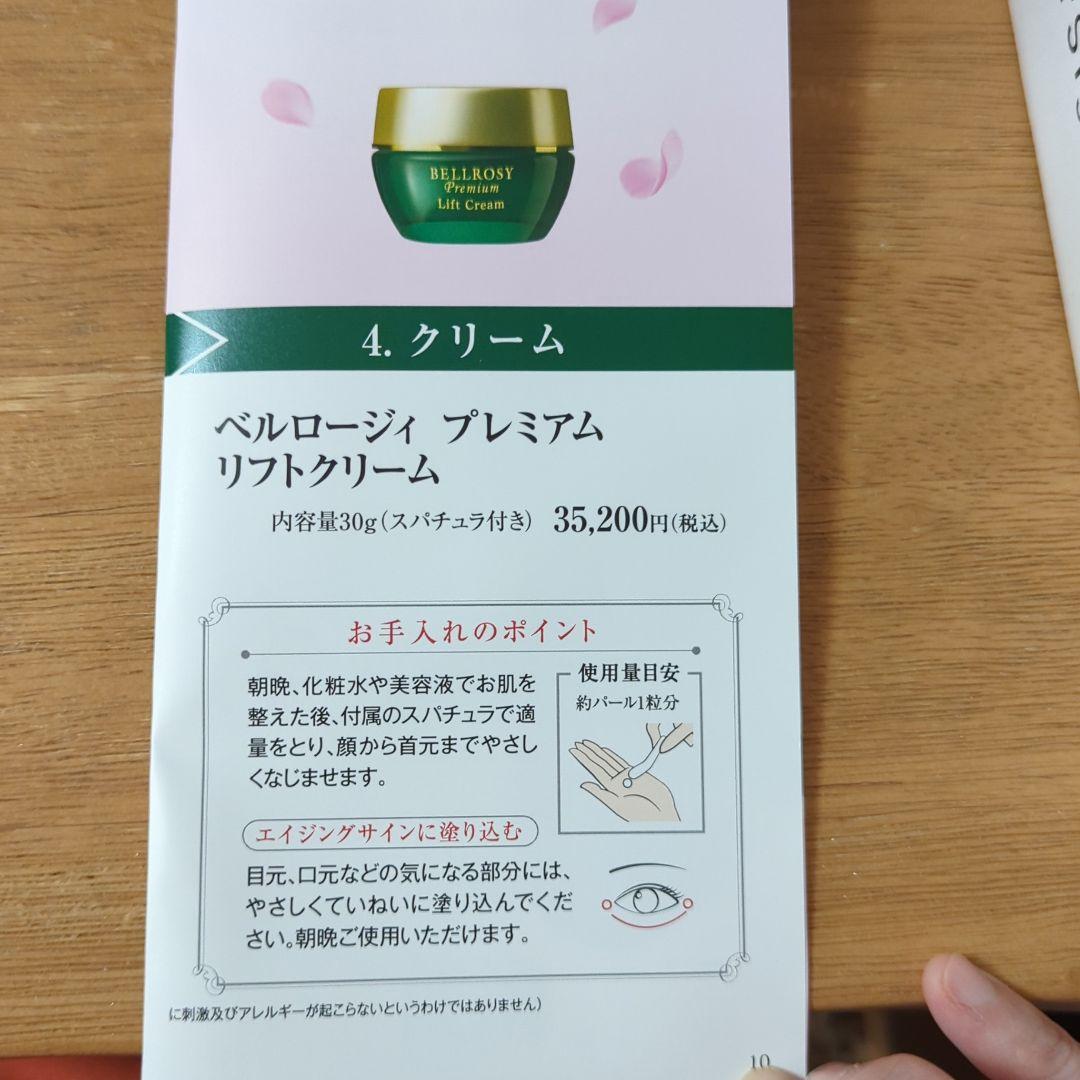 BELLROSY
Premium
Lift Cream
4. クリーム
ベルロージィ プレミアム
リフトクリーム
内容量30g(スパチュラ付き) 35,200円(税込)
お手入れのポイント
朝晩、化粧水や美容液でお肌を
整えた後、付属のスパチュラで適
量をとり、顔から首元までやさし
くなじませます。
使用量目安
約パール1粒分
エイジングサインに塗り込む
目元、口元などの気になる部分には、
やさしくていねいに塗り込んでくだ
さい。朝晩ご使用いただけます。
に刺激及びアレルギーが起こらないというわけではありません)
10